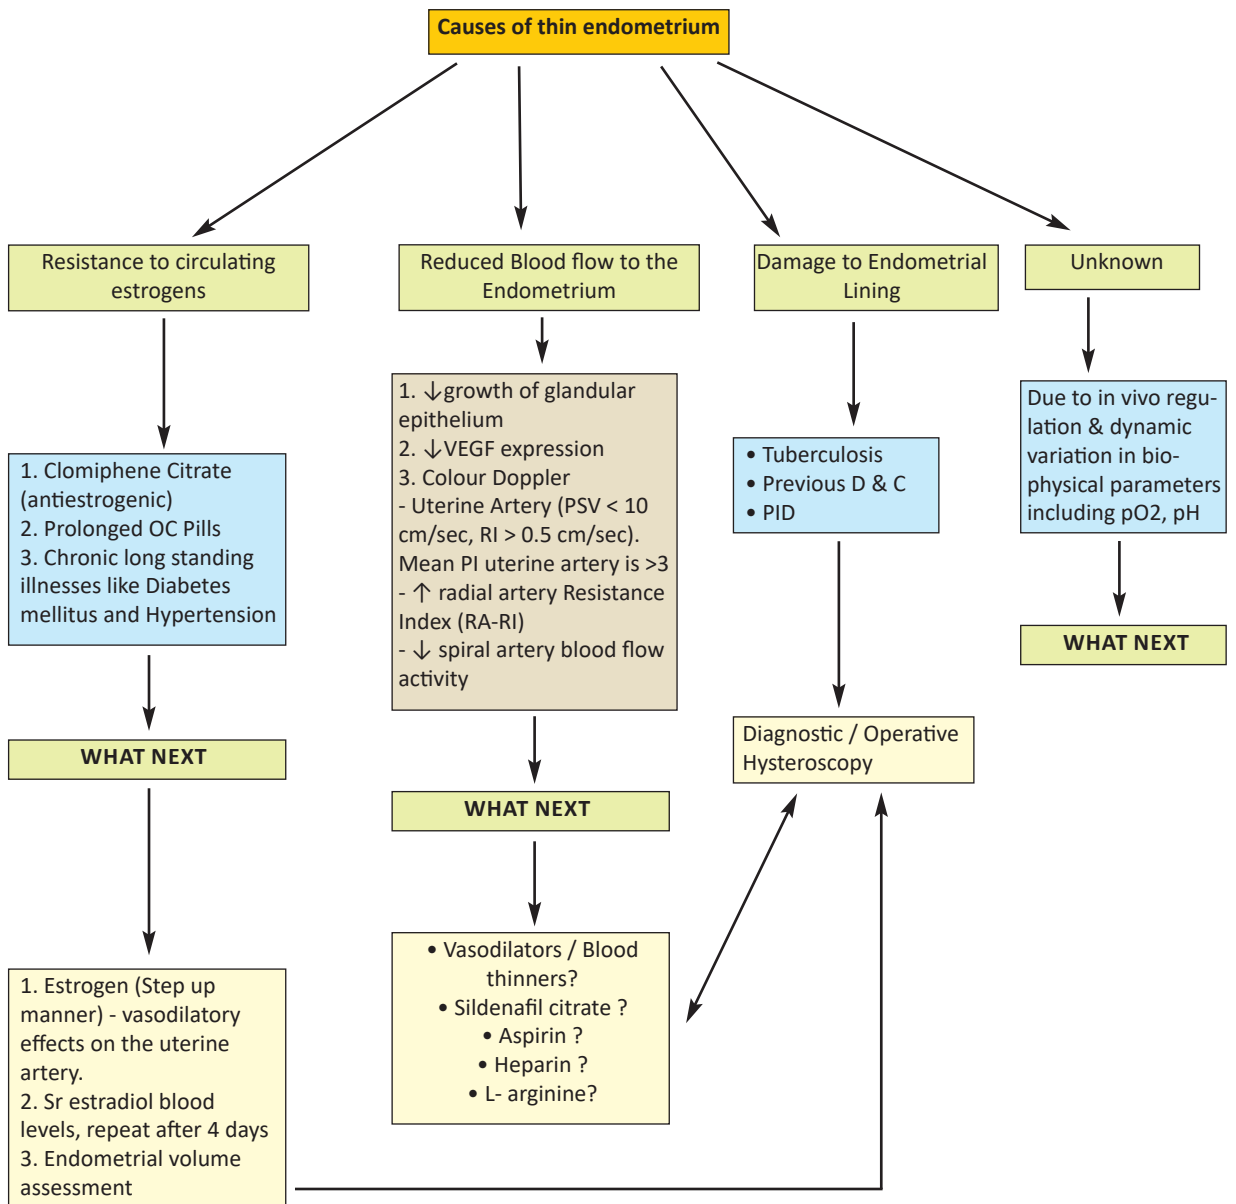 Causes of thin endometrium
Resistance to circulating
estrogens
Reduced Blood flow to the
Endometrium
Damage to Endometrial
Lining
Unknown
1. Clomiphene Citrate
(antiestrogenic)
2. Prolonged OC Pills
3. Chronic long standing
illnesses like Diabetes
mellitus and Hypertension
1. ↓growth of glandular
epithelium
2. ↓VEGF expression
3. Colour Doppler
- Uterine Artery (PSV < 10
cm/sec, RI > 0.5 cm/sec).
Mean PI uterine artery is >3
- ↑ radial artery Resistance
Index (RA-RI)
- ↓ spiral artery blood flow
activity
• Tuberculosis
• Previous D & C
• PID
Due to in vivo regu-
lation & dynamic
variation in bio-
physical parameters
including pO2, pH
WHAT NEXT
WHAT NEXT
WHAT NEXT
Diagnostic / Operative
Hysteroscopy
1. Estrogen (Step up
manner) - vasodilatory
effects on the uterine
artery.
2. Sr estradiol blood
levels, repeat after 4 days
3. Endometrial volume
assessment
• Vasodilators / Blood
thinners?
• Sildenafil citrate ?
• Aspirin ?
• Heparin ?
• L- arginine?